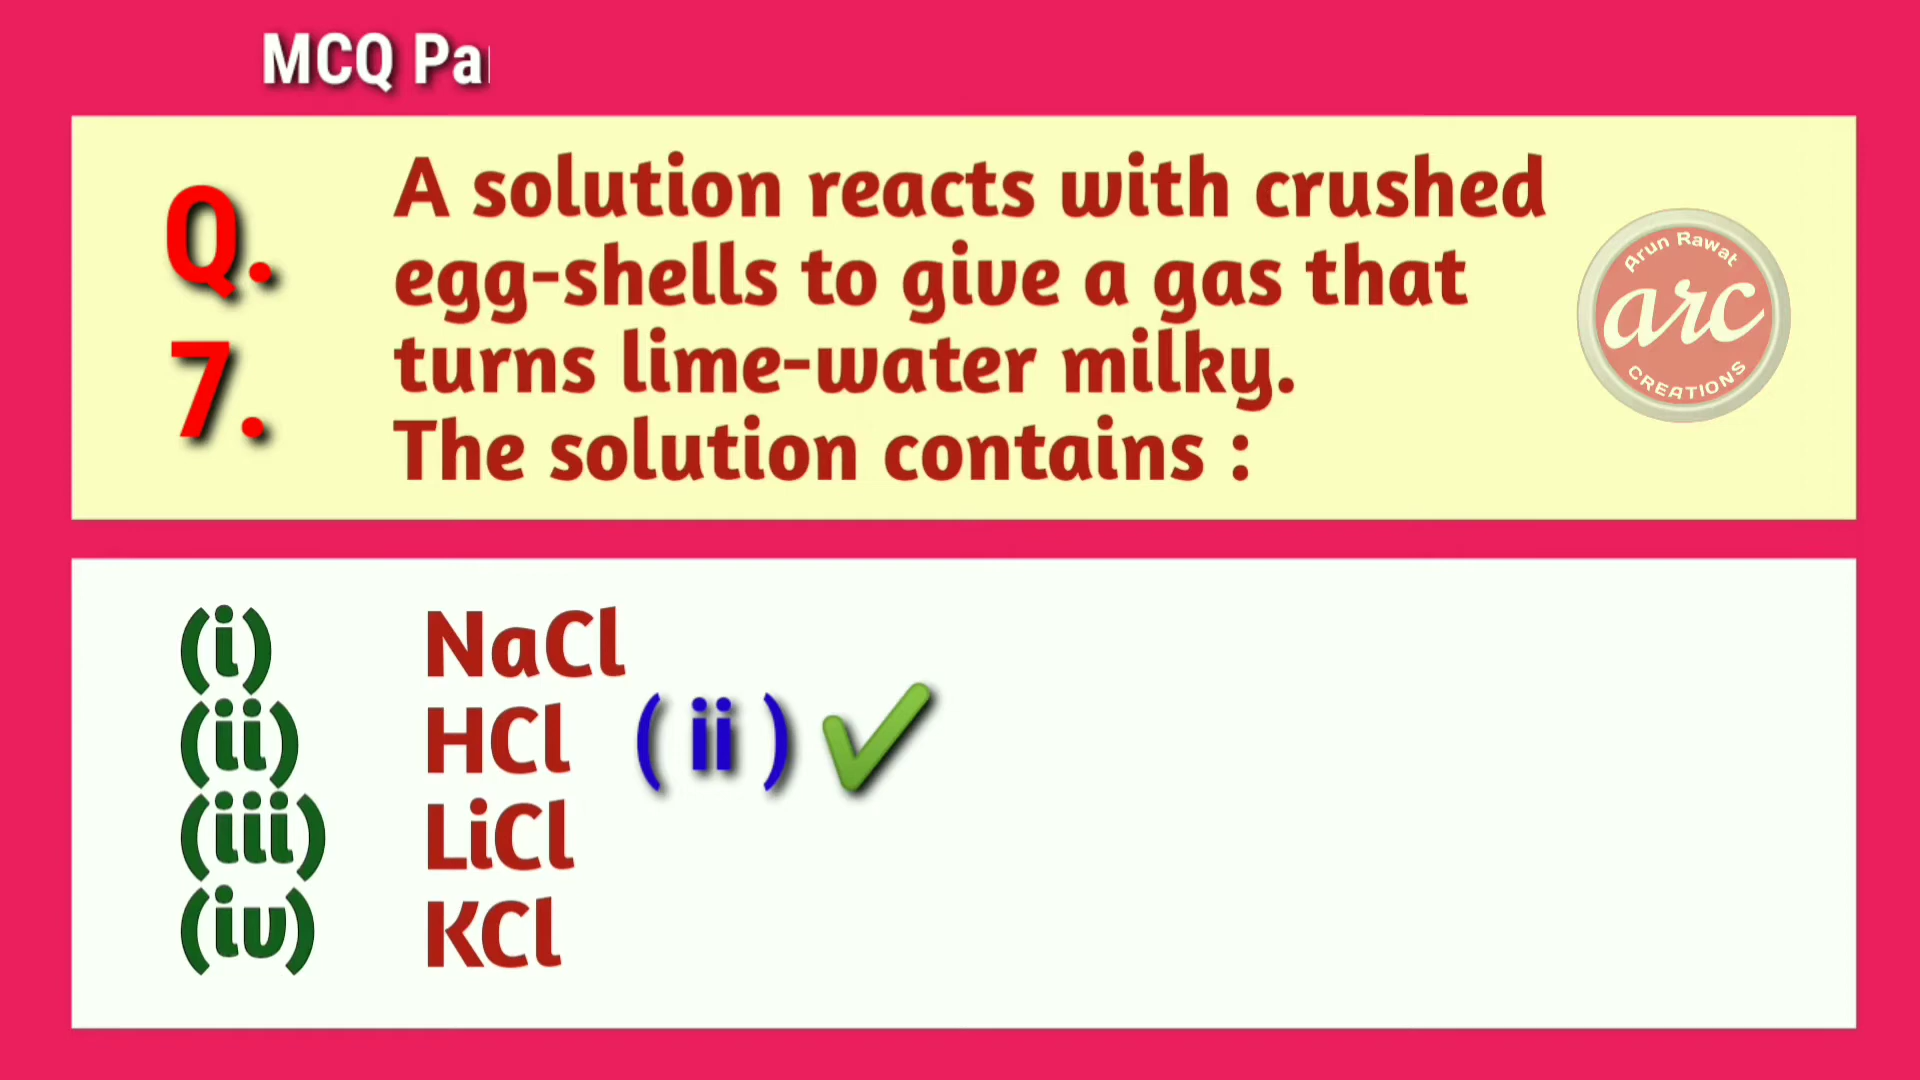 MCQ Pa
Q.
7.
A solution reacts with crushed
egg-shells to give a gas that
turns lime-water milky.
The solution contains :
Arun Rawat
arc
CREATIONS
(i) NaCl
(ii) HCl ( ii )
(iii) LiCl
(iv) KCl